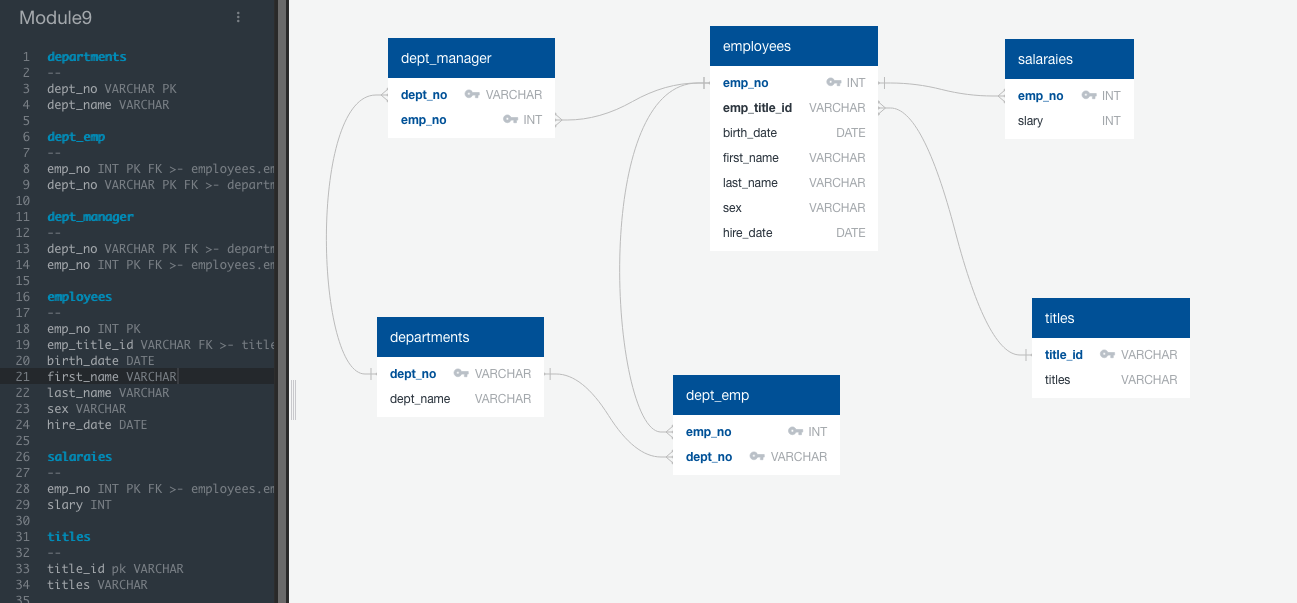 Module9
1 departments
2 --
3 dept_no VARCHAR PK
4 dept_name VARCHAR
5
6 dept_emp
7 --
8 emp_no INT PK FK >- employees.em
9 dept_no VARCHAR PK FK >- departm
10
11 dept_manager
12 --
13 dept_no VARCHAR PK FK >- departm
14 emp_no INT PK FK >- employees.em
15
16 employees
17 --
18 emp_no INT PK
19 emp_title_id VARCHAR FK >- title
20 birth_date DATE
21 first_name VARCHAR
22 last_name VARCHAR
23 sex VARCHAR
24 hire_date DATE
25
26 salaraies
27 --
28 emp_no INT PK FK >- employees.em
29 slary INT
30
31 titles
32 --
33 title_id pk VARCHAR
34 titles VARCHAR
35
dept_manager
dept_no VARCHAR
emp_no INT
employees
emp_no INT
emp_title_id VARCHAR
birth_date DATE
first_name VARCHAR
last_name VARCHAR
sex VARCHAR
hire_date DATE
salaraies
emp_no INT
slary INT
departments
dept_no VARCHAR
dept_name VARCHAR
dept_emp
emp_no INT
dept_no VARCHAR
titles
title_id VARCHAR
titles VARCHAR